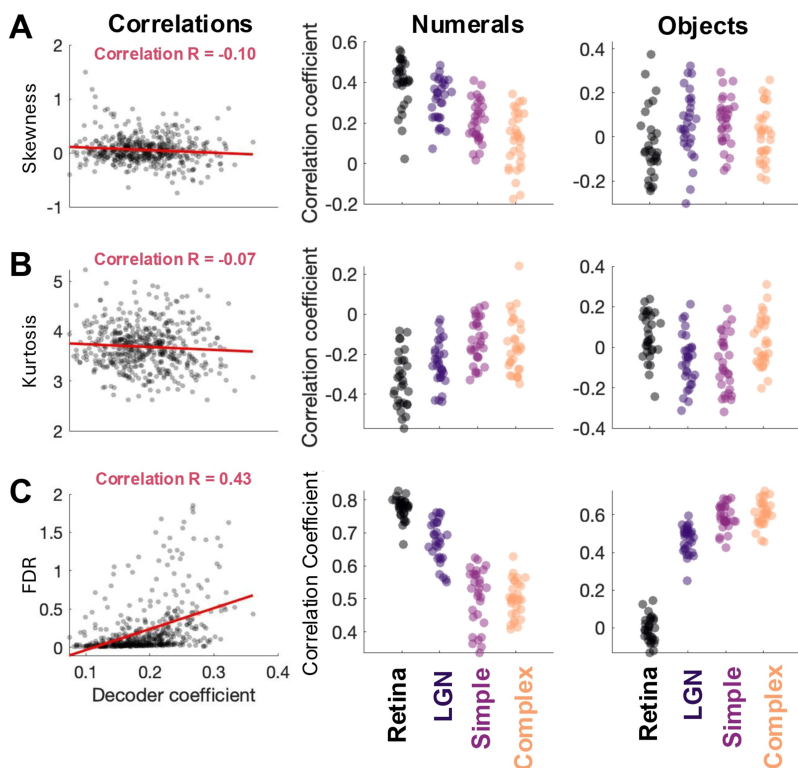 A
Correlations
Numerals
Objects
Correlation R = -0.10
Skewness
2
1
0
-1
Correlation coefficient
0.6
0.4
0.2
0
-0.2
0.4
0.2
0
-0.2
B
Correlation R = -0.07
Kurtosis
5
4
3
2
Correlation coefficient
0.2
0
-0.2
-0.4
0.4
0.2
0
-0.2
-0.4
C
Correlation R = 0.43
FDR
2
1.5
1
0.5
0
0.1
0.2
0.3
0.4
Decoder coefficient
Correlation Coefficient
0.8
0.7
0.6
0.5
0.4
Retina
LGN
Simple
Complex
0.6
0.4
0.2
0
Retina
LGN
Simple
Complex